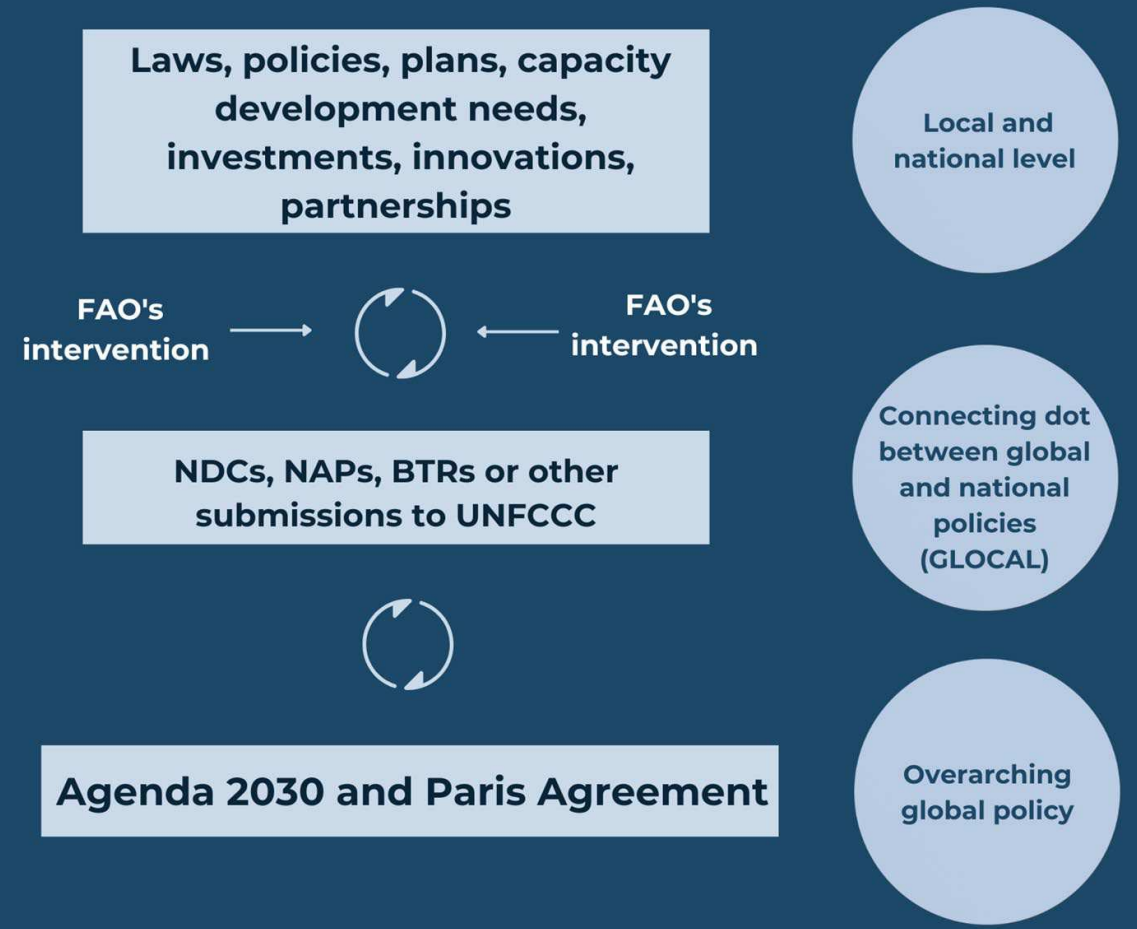 Laws, policies, plans, capacity
development needs,
investments, innovations,
partnerships
Local and
national level
FAO's
intervention
FAO's
intervention
NDCs, NAPs, BTRs or other
submissions to UNFCCC
Connecting dot
between global
and national
policies
(GLOCAL)
Agenda 2030 and Paris Agreement
Overarching
global policy